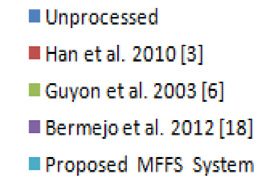 Unprocessed
Han et al. 2010 [3]
Guyon et al. 2003 [6]
Bermejo et al. 2012 [18]
Proposed MFFS System